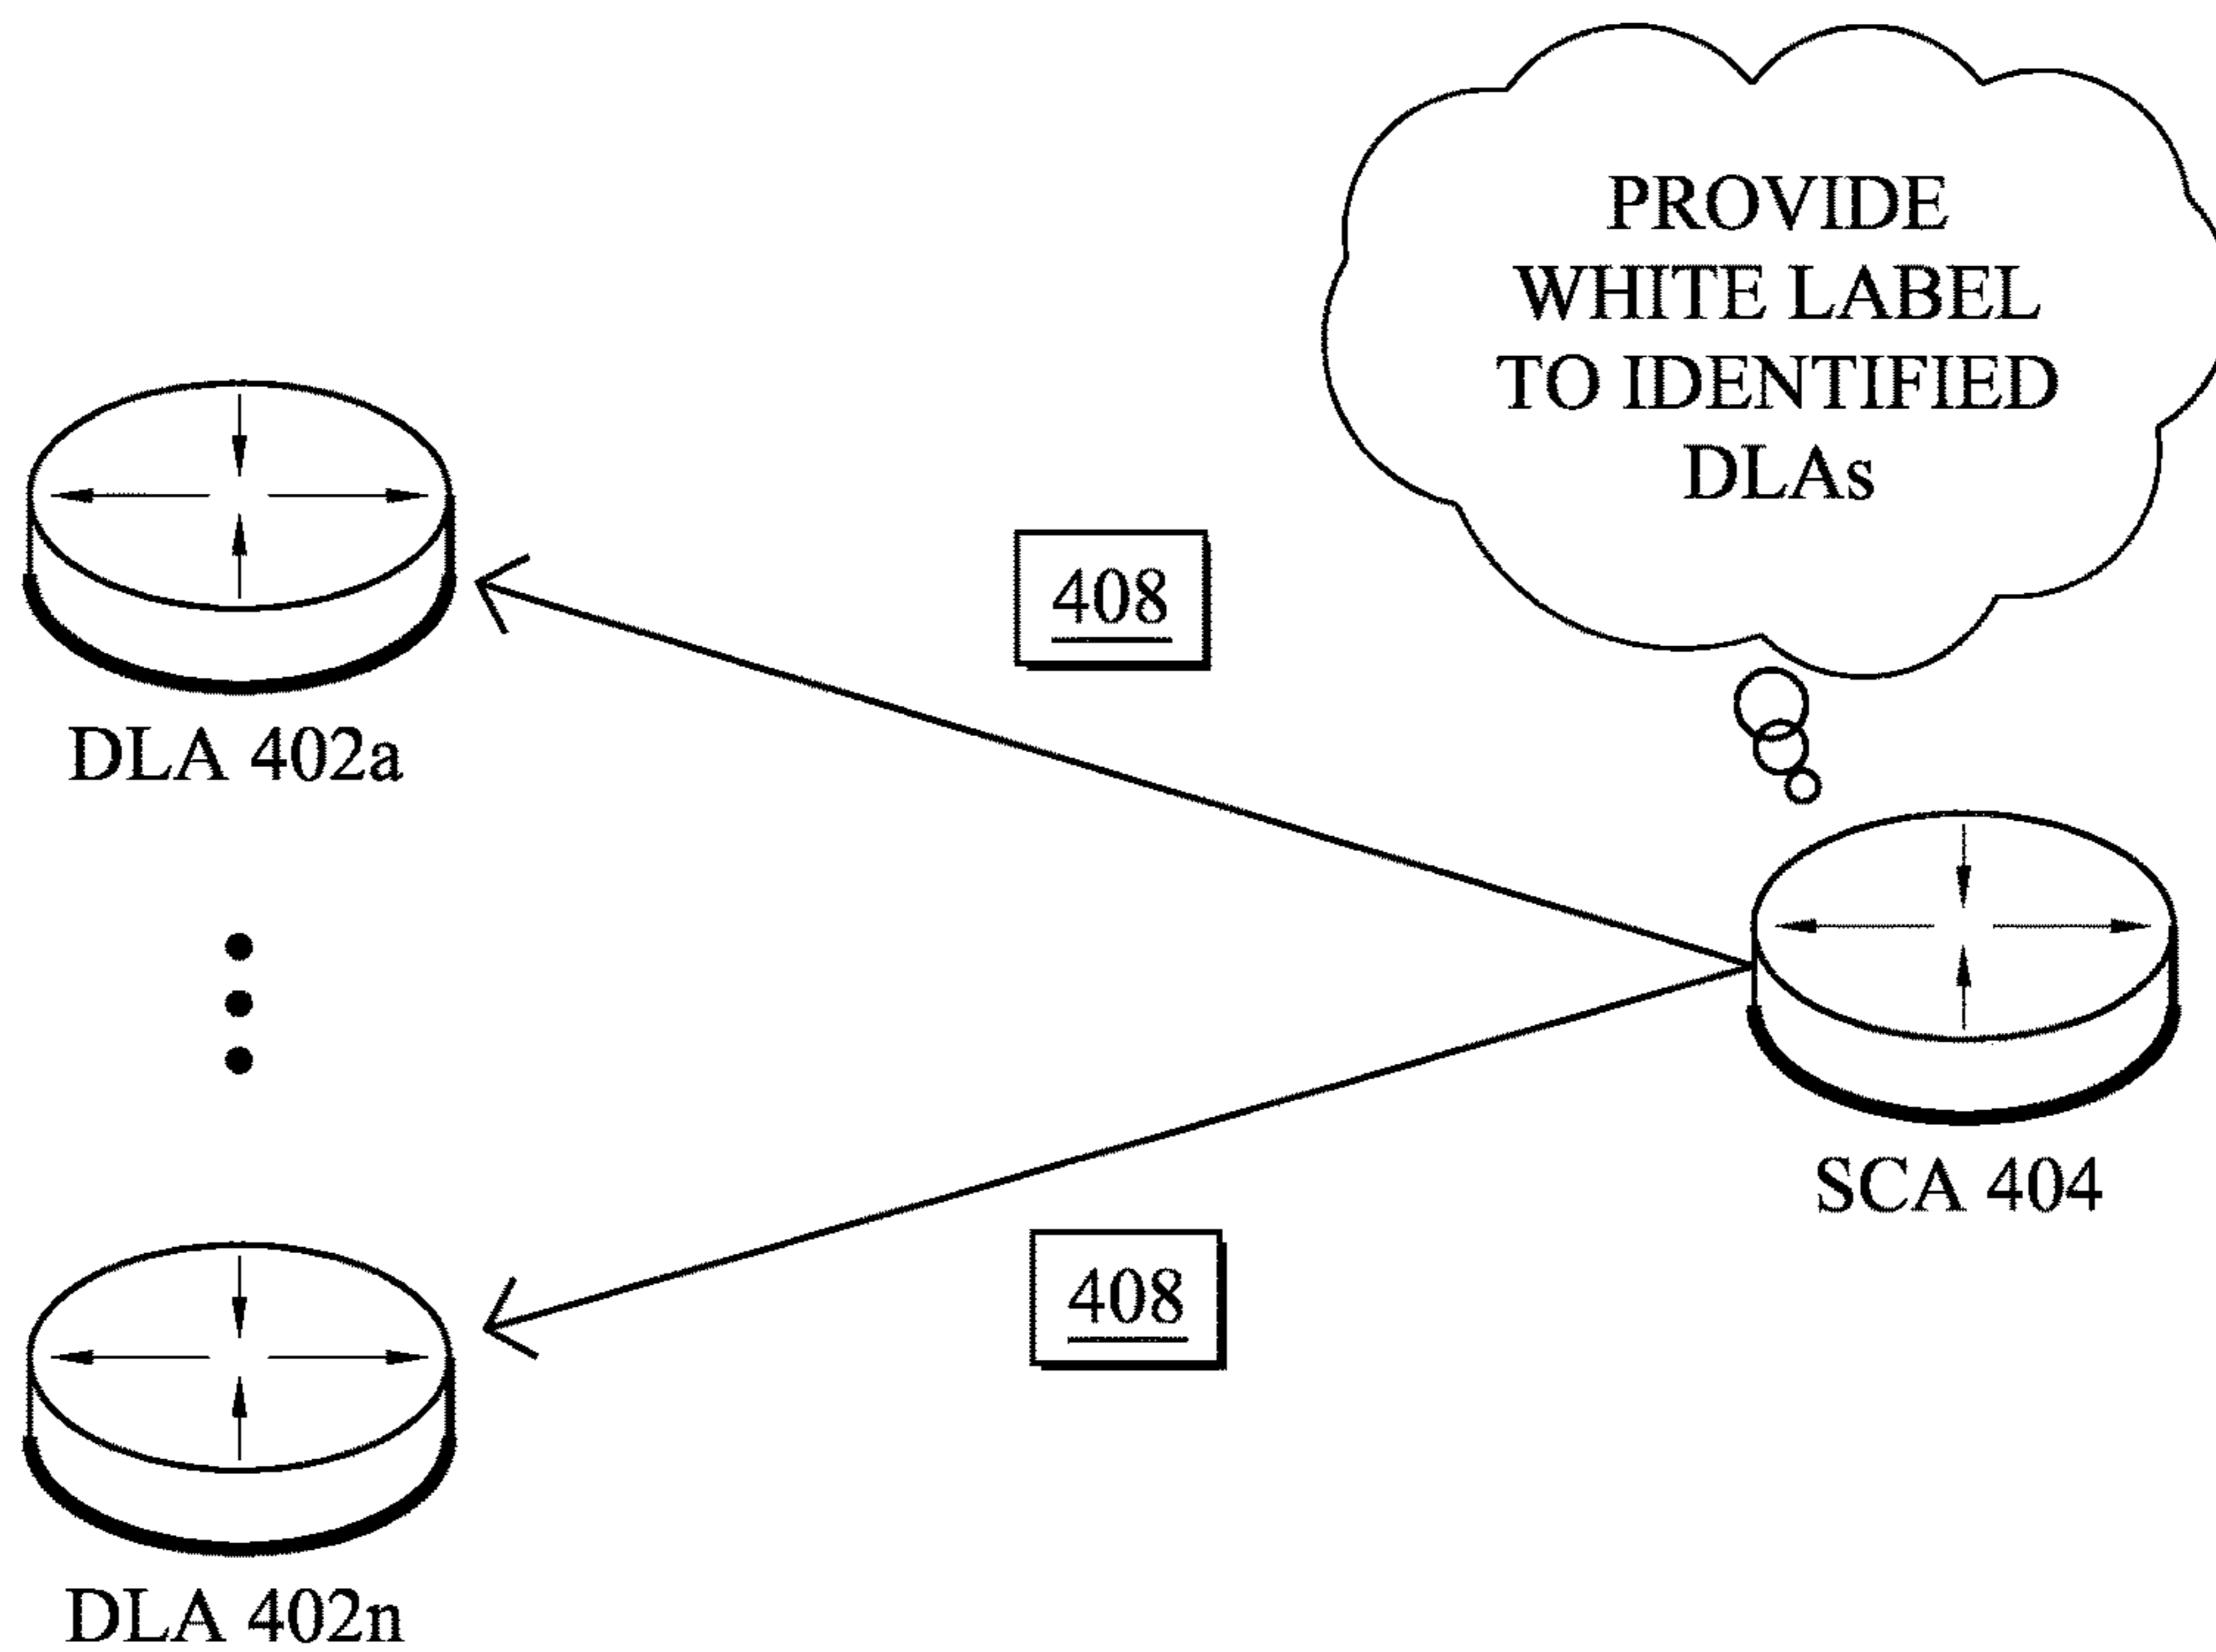 PROVIDE
WHITE LABEL
TO IDENTIFIED
DLAs
408
DLA 402a
SCA 404
408
DLA 402n